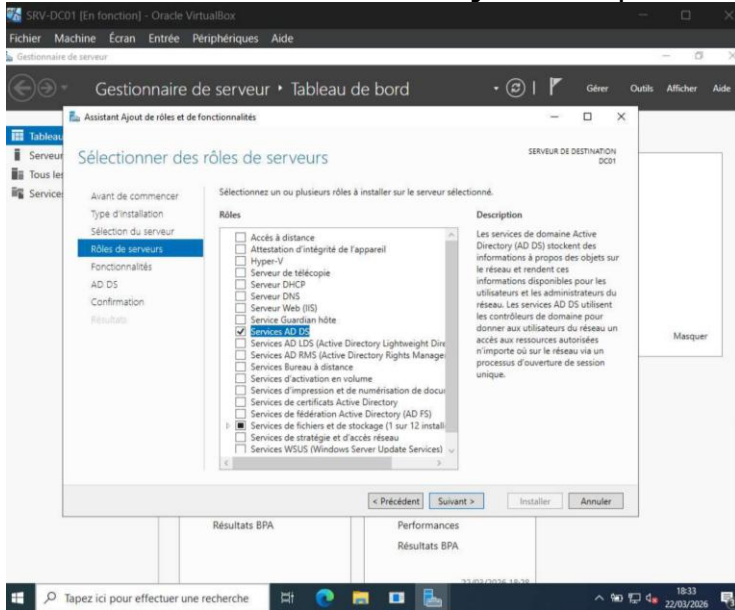 SRV-DC01 [En fonction] - Oracle VirtualBox
Fichier Machine Écran Entrée Périphériques Aide
Gestionnaire de serveur
Gestionnaire de serveur • Tableau de bord
Gérer Outils Afficher Aide
Assistant Ajout de rôles et de fonctionnalités
Tableau
Serveur
Tous les
Services
Sélectionner des rôles de serveurs
SERVEUR DE DESTINATION
DC01
Avant de commencer
Type d'installation
Sélection du serveur
Rôles de serveurs
Fonctionnalités
AD DS
Confirmation
Résultats
Sélectionnez un ou plusieurs rôles à installer sur le serveur sélectionné.
Rôles
Accès à distance
Attestation d'intégrité de l'appareil
Hyper-V
Serveur de télécopie
Serveur DHCP
Serveur DNS
Serveur Web (IIS)
Service Guardian hôte
Services AD DS
Services AD LDS (Active Directory Lightweight Dire
Services AD RMS (Active Directory Rights Manage
Services Bureau à distance
Services d'activation en volume
Services d'impression et de numérisation de docu
Services de certificats Active Directory
Services de fédération Active Directory (AD FS)
Services de fichiers et de stockage (1 sur 12 install
Services de stratégie et d'accès réseau
Services WSUS (Windows Server Update Services)
Description
Les services de domaine Active
Directory (AD DS) stockent des
informations à propos des objets sur
le réseau et rendent ces
informations disponibles pour les
utilisateurs et les administrateurs du
réseau. Les services AD DS utilisent
les contrôleurs de domaine pour
donner aux utilisateurs du réseau un
accès aux ressources autorisées
n'importe où sur le réseau via un
processus d'ouverture de session
unique.
Masquer
< Précédent Suivant > Installer Annuler
Résultats BPA
Performances
Résultats BPA
22/03/2026 18:28
Tapez ici pour effectuer une recherche
18:33
22/03/2026